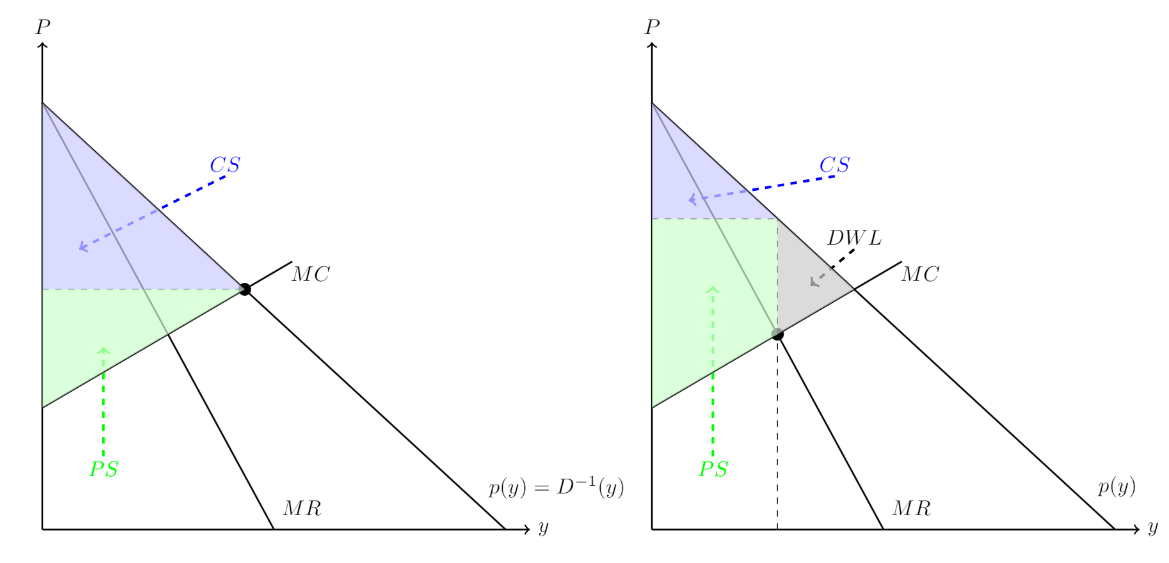 P
CS
MC
PS
p(y) = D⁻¹(y)
MR
y
P
CS
DWL
MC
PS
p(y)
MR
y